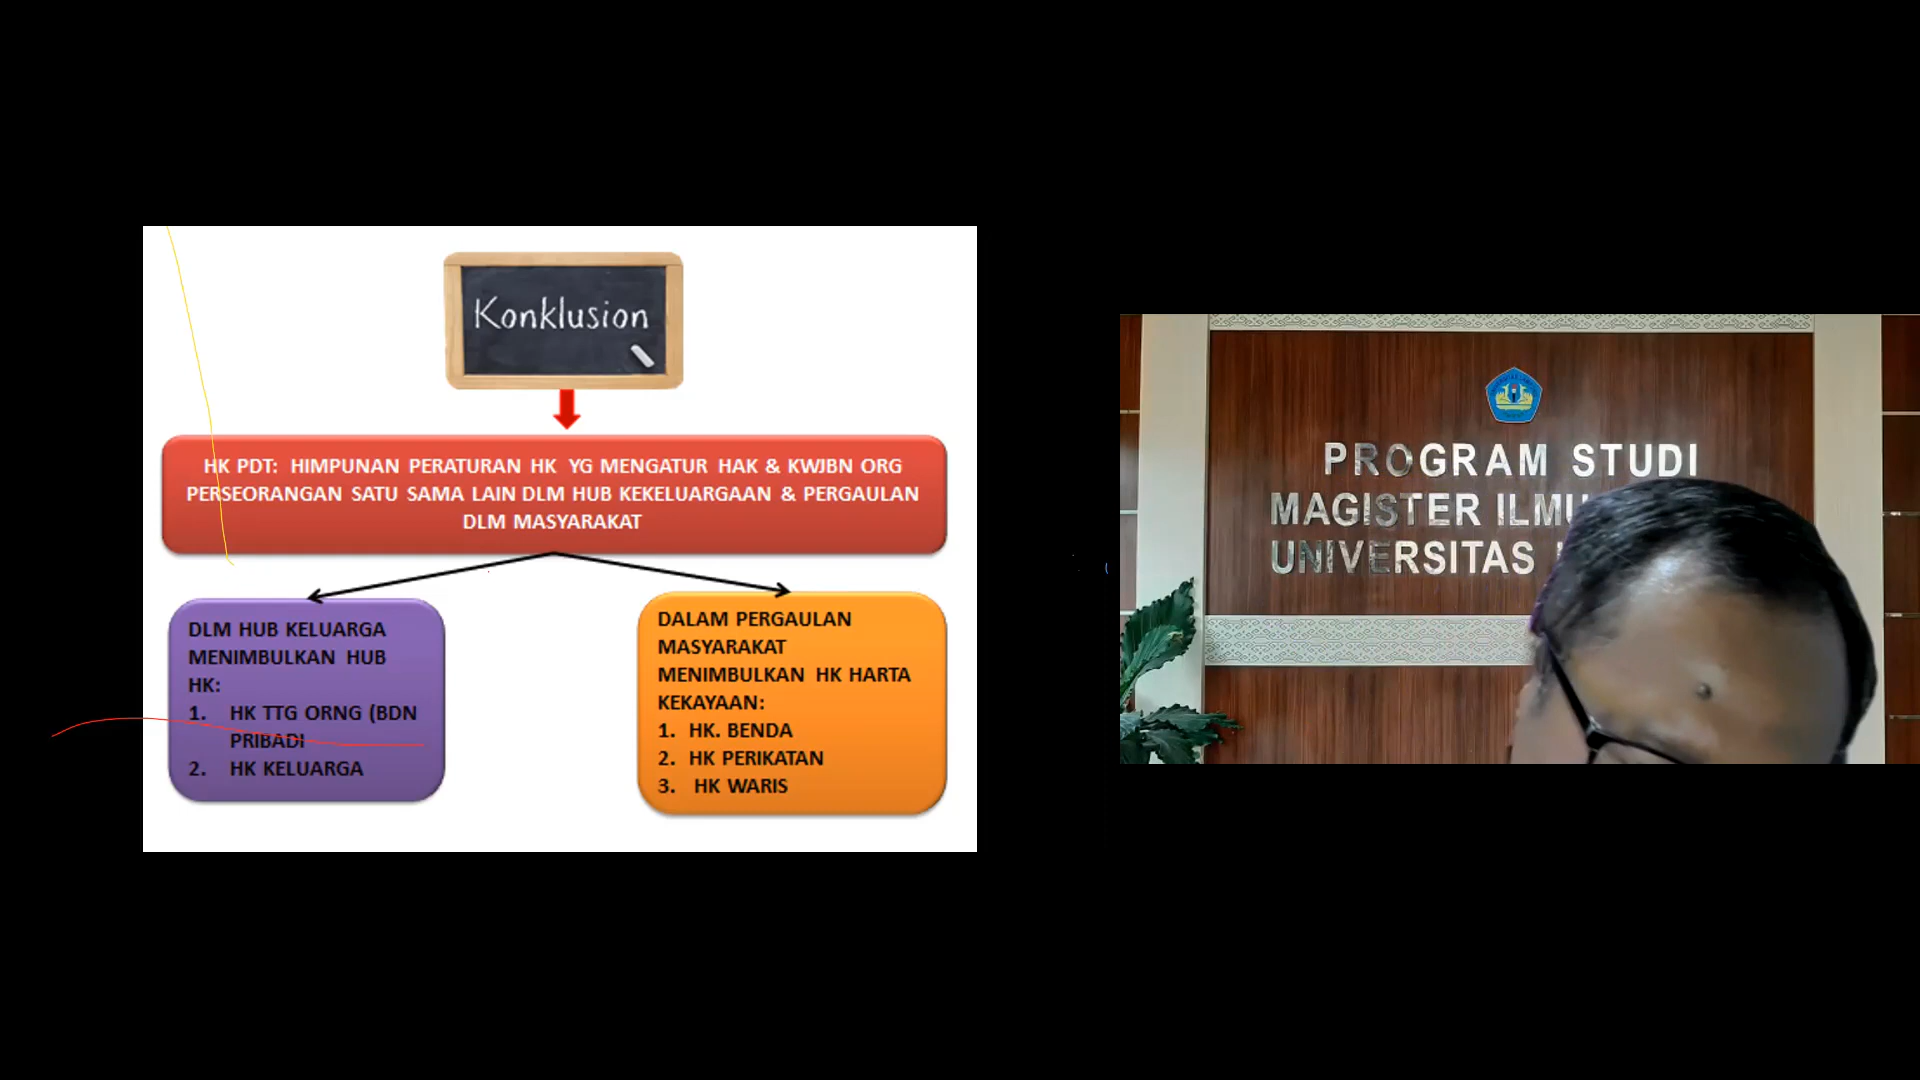 Konklusion
HK PDT: HIMPUNAN PERATURAN HK YG MENGATUR HAK & KWJBN ORG
PERSEORANGAN SATU SAMA LAIN DLM HUB KEKELUARGAAN & PERGAULAN
DLM MASYARAKAT
DLM HUB KELUARGA
MENIMBULKAN HUB
HK:
1. HK TTG ORNG (BDN
PRIBADI
2. HK KELUARGA
DALAM PERGAULAN
MASYARAKAT
MENIMBULKAN HK HARTA
KEKAYAAN:
1. HK. BENDA
2. HK PERIKATAN
3. HK WARIS
PROGRAM STUDI
MAGISTER ILMU
UNIVERSITAS